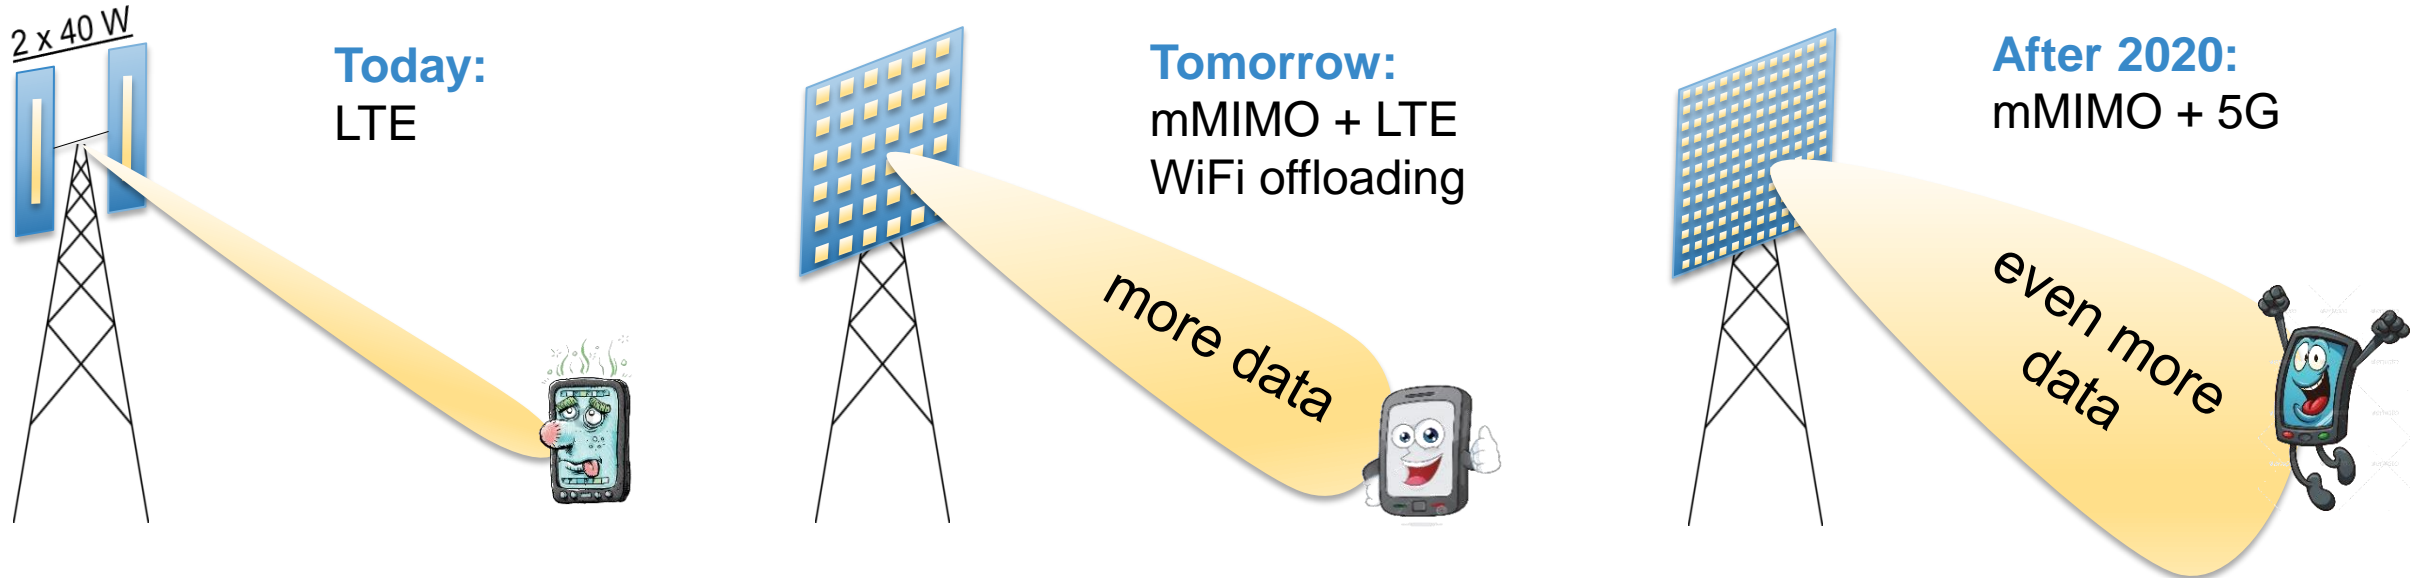 2 x 40 W
Today:
LTE
Tomorrow:
mMIMO + LTE
WiFi offloading
more data
After 2020:
mMIMO + 5G
even more
data